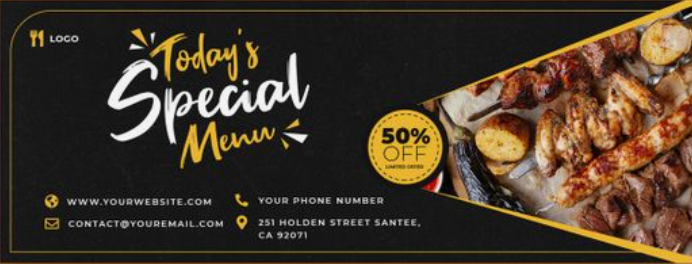 LOGO
Today's
Special
Menu
50%
OFF
LIMITED OFFER
WWW.YOURWEBSITE.COM
YOUR PHONE NUMBER
CONTACT@YOUREMAIL.COM
251 HOLDEN STREET SANTEE,
CA 92071